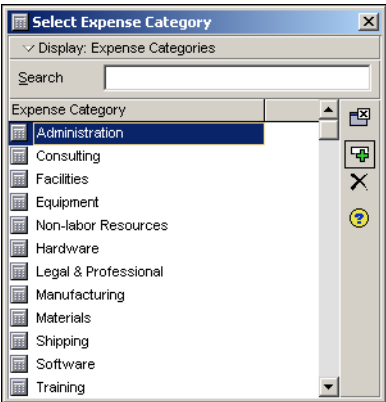 Select Expense Category
Display: Expense Categories
Search
Expense Category
Administration
Consulting
Facilities
Equipment
Non-labor Resources
Hardware
Legal & Professional
Manufacturing
Materials
Shipping
Software
Training